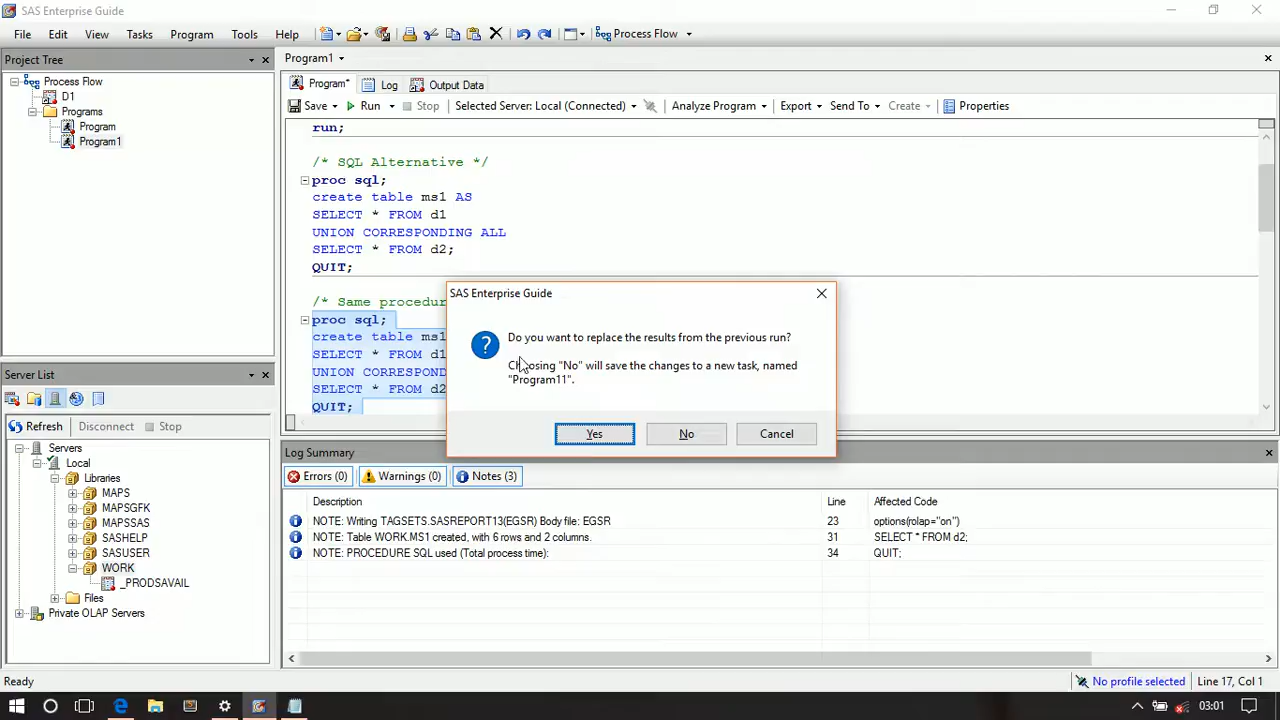 SAS Enterprise Guide
File Edit View Tasks Program Tools Help Process Flow
Project Tree
Process Flow
D1
Programs
Program
Program1
Program1
Program* Log Output Data
Save Run Stop Selected Server: Local (Connected) Analyze Program Export Send To Create Properties
run;
/* SQL Alternative */
proc sql;
create table ms1 AS
SELECT * FROM d1
UNION CORRESPONDING ALL
SELECT * FROM d2;
QUIT;
/* Same procedur
proc sql;
create table ms1
SELECT * FROM d1
UNION CORRESPOND
SELECT * FROM d2
QUIT;
SAS Enterprise Guide
Do you want to replace the results from the previous run?
Choosing "No" will save the changes to a new task, named
"Program11".
Yes No Cancel
Server List
Refresh Disconnect Stop
Servers
Local
Libraries
MAPS
MAPSGFK
MAPSSAS
SASHELP
SASUSER
WORK
_PRODSAVAIL
Files
Private OLAP Servers
Log Summary
Errors (0) Warnings (0) Notes (3)
Description Line Affected Code
NOTE: Writing TAGSETS.SASREPORT13(EGSR) Body file: EGSR 23 options(rolap="on")
NOTE: Table WORK.MS1 created, with 6 rows and 2 columns. 31 SELECT * FROM d2;
NOTE: PROCEDURE SQL used (Total process time): 34 QUIT;
Ready No profile selected Line 17, Col 1
03:01